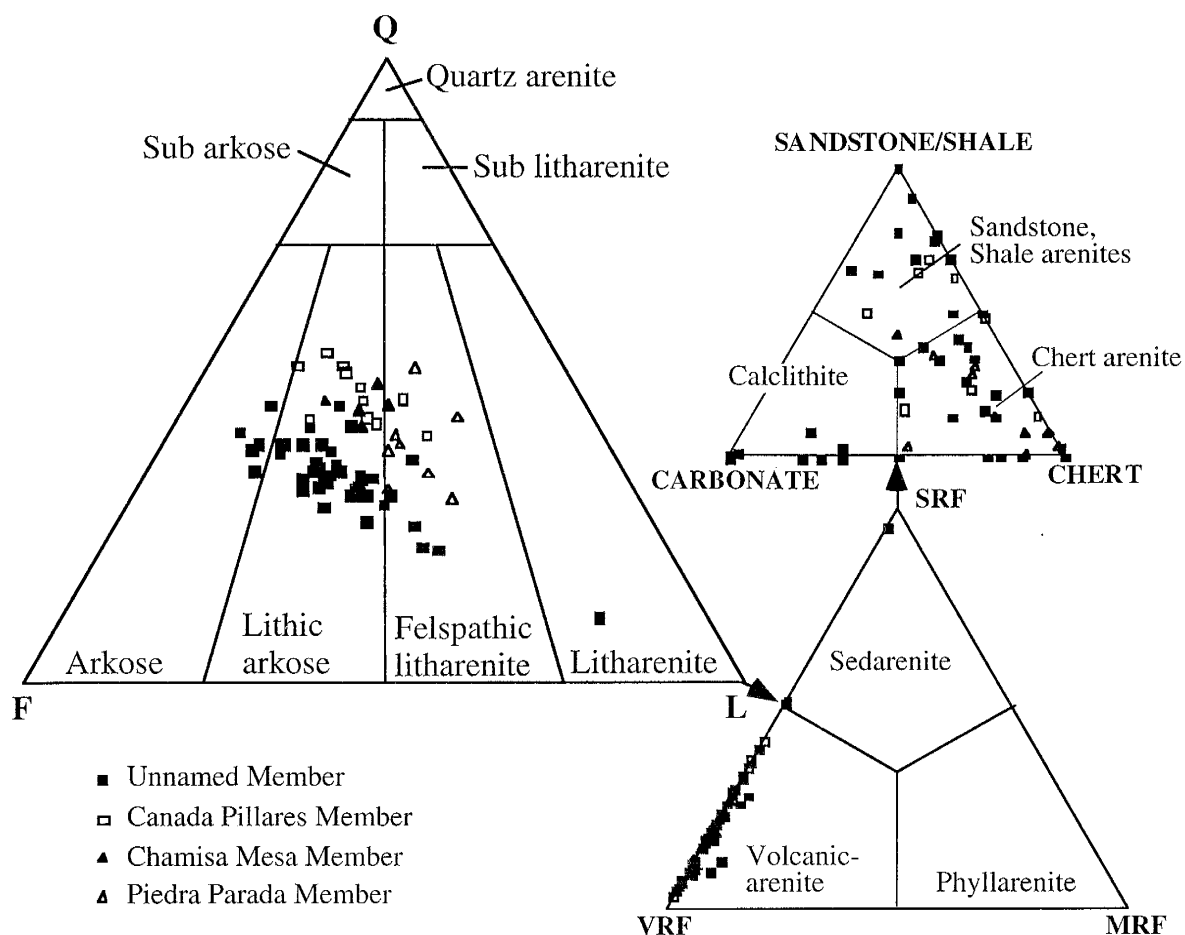 Q
Quartz arenite
Sub arkose
Sub litharenite
Lithic
arkose
Felspathic
litharenite
Arkose
Litharenite
F
L
SANDSTONE/SHALE
Sandstone,
Shale arenites
Calclithite
Chert arenite
CARBONATE
CHERT
SRF
Sedarenite
Volcanic-
arenite
Phyllarenite
VRF
MRF
Unnamed Member
Canada Pillares Member
Chamisa Mesa Member
Piedra Parada Member